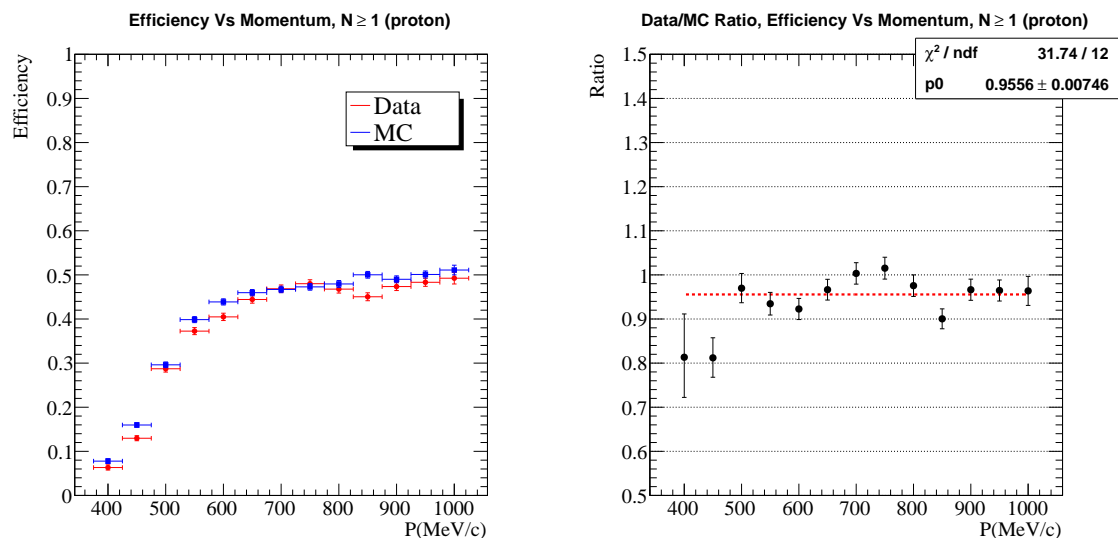 Efficiency Vs Momentum, N ≥ 1 (proton)
Efficiency
1
0.9
0.8
0.7
0.6
0.5
0.4
0.3
0.2
0.1
0
Data
MC
400 500 600 700 800 900 1000
P(MeV/c)
Data/MC Ratio, Efficiency Vs Momentum, N ≥ 1 (proton)
χ² / ndf 31.74 / 12
p0 0.9556 ± 0.00746
Ratio
1.5
1.4
1.3
1.2
1.1
1
0.9
0.8
0.7
0.6
0.5
400 500 600 700 800 900 1000
P(MeV/c)